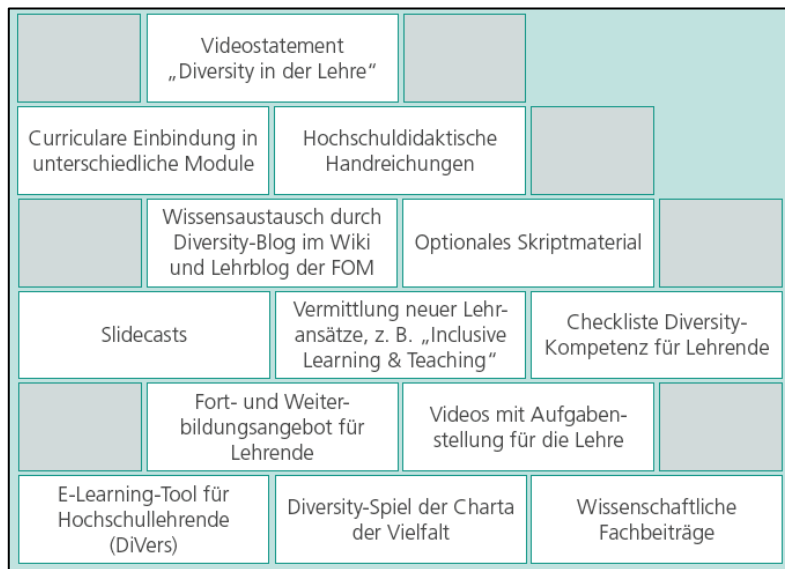 Videostatement
„Diversity in der Lehre“
Curriculare Einbindung in
unterschiedliche Module
Hochschuldidaktische
Handreichungen
Wissensaustausch durch
Diversity-Blog im Wiki
und Lehrblog der FOM
Optionales Skriptmaterial
Slidecasts
Vermittlung neuer Lehr-
ansätze, z. B. „Inclusive
Learning & Teaching“
Checkliste Diversity-
Kompetenz für Lehrende
Fort- und Weiter-
bildungsangebot für
Lehrende
Videos mit Aufgaben-
stellung für die Lehre
E-Learning-Tool für
Hochschullehrende
(DiVers)
Diversity-Spiel der Charta
der Vielfalt
Wissenschaftliche
Fachbeiträge